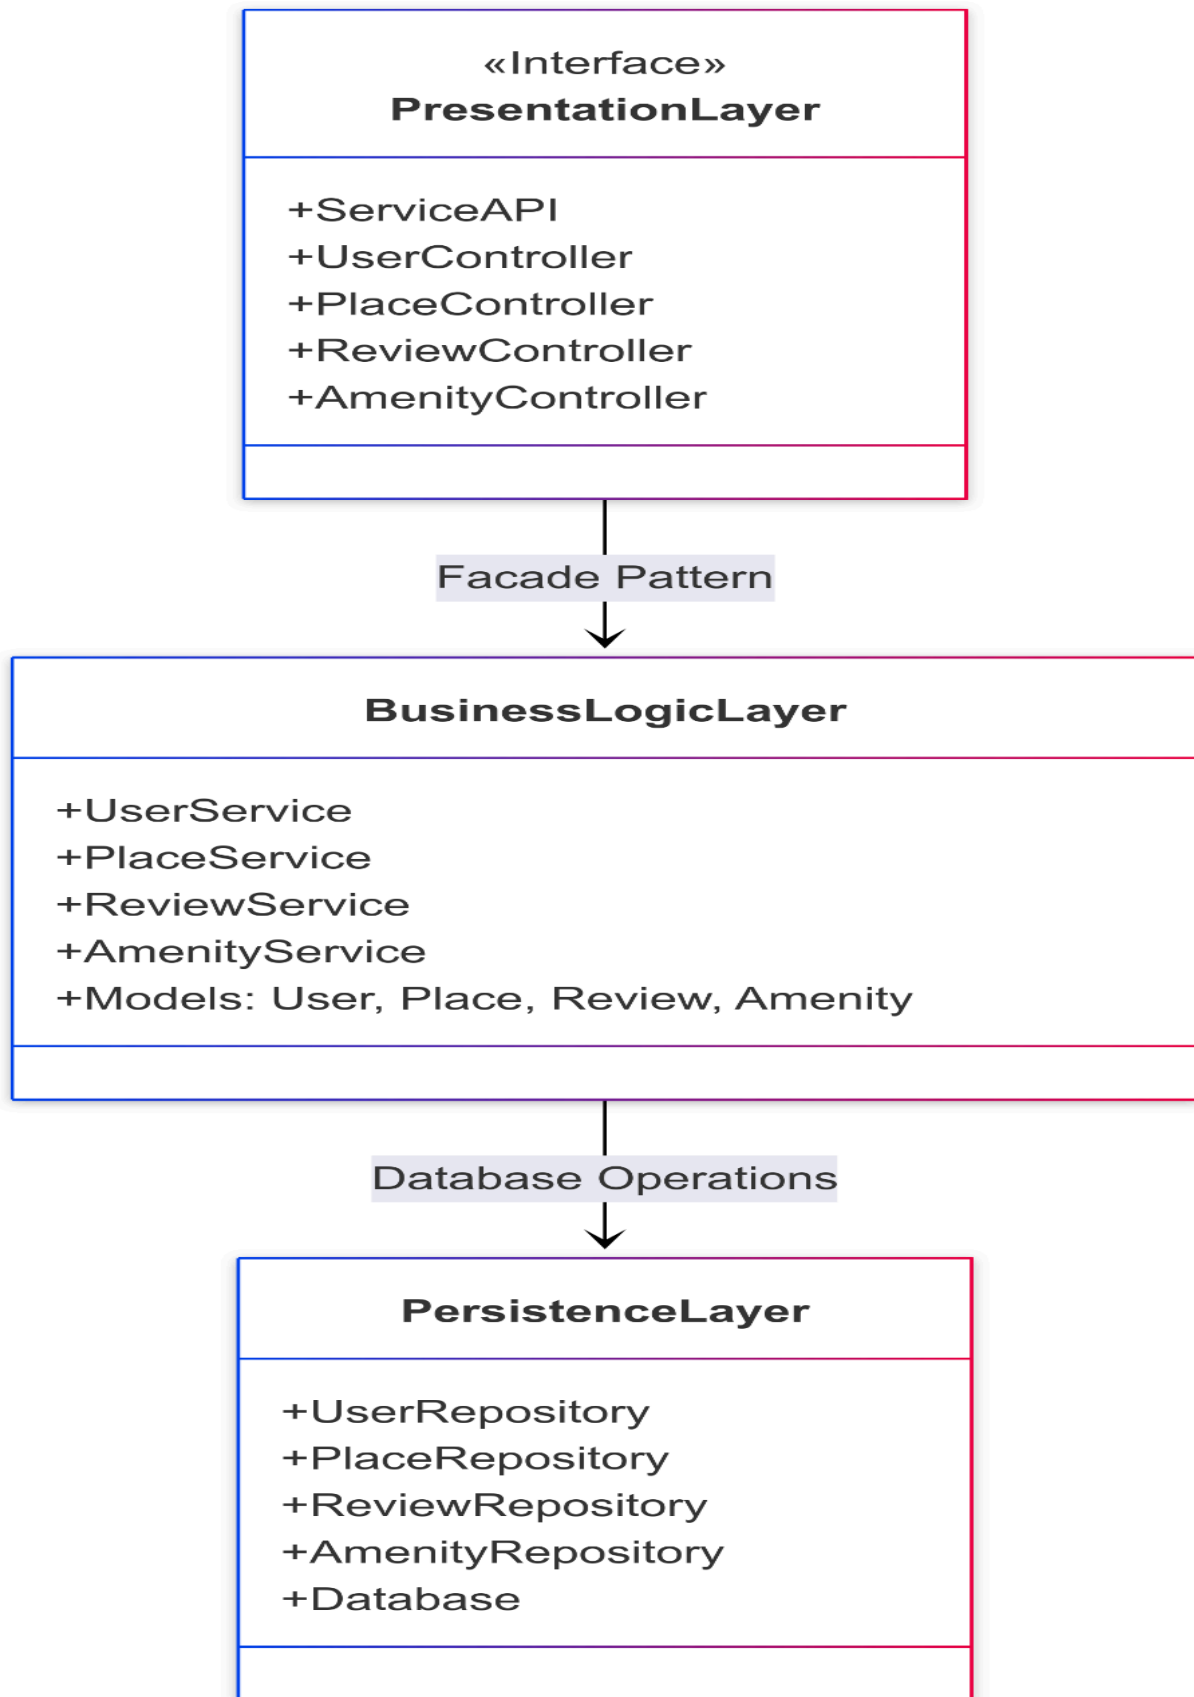 «Interface»
PresentationLayer
+ServiceAPI
+UserController
+PlaceController
+ReviewController
+AmenityController
Facade Pattern
BusinessLogicLayer
+UserService
+PlaceService
+ReviewService
+AmenityService
+Models: User, Place, Review, Amenity
Database Operations
PersistenceLayer
+UserRepository
+PlaceRepository
+ReviewRepository
+AmenityRepository
+Database